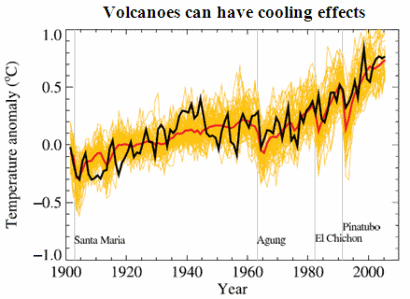 Volcanoes can have cooling effects
Temperature anomaly (°C)
1.0
0.5
0.0
−0.5
−1.0
Santa Maria
Agung
El Chichon
Pinatubo
1900
1920
1940
1960
1980
2000
Year